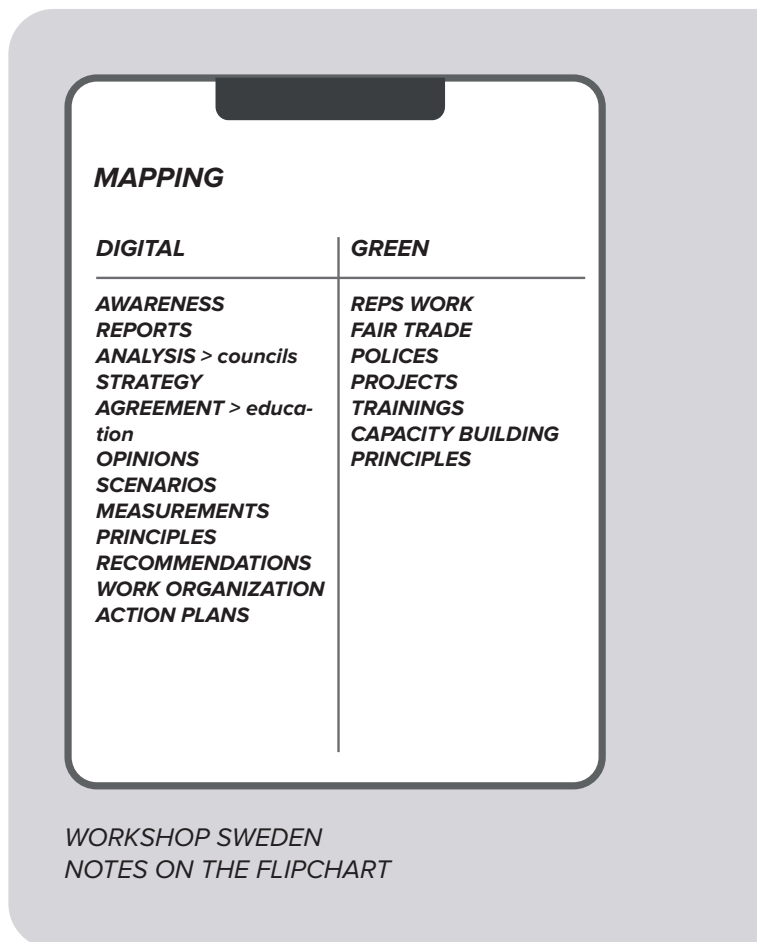 MAPPING
DIGITAL
AWARENESS
REPORTS
ANALYSIS > councils
STRATEGY
AGREEMENT > educa-
tion
OPINIONS
SCENARIOS
MEASUREMENTS
PRINCIPLES
RECOMMENDATIONS
WORK ORGANIZATION
ACTION PLANS
GREEN
REPS WORK
FAIR TRADE
POLICES
PROJECTS
TRAININGS
CAPACITY BUILDING
PRINCIPLES
WORKSHOP SWEDEN
NOTES ON THE FLIPCHART